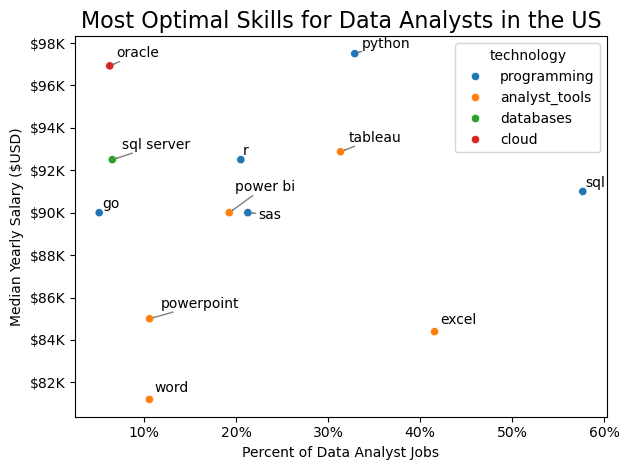 Most Optimal Skills for Data Analysts in the US
$98K
$96K
$94K
$92K
$90K
$88K
$86K
$84K
$82K
Median Yearly Salary ($USD)
oracle
python
sql server
r
tableau
power bi
sql
go
sas
powerpoint
excel
word
technology
programming
analyst_tools
databases
cloud
10%
20%
30%
40%
50%
60%
Percent of Data Analyst Jobs